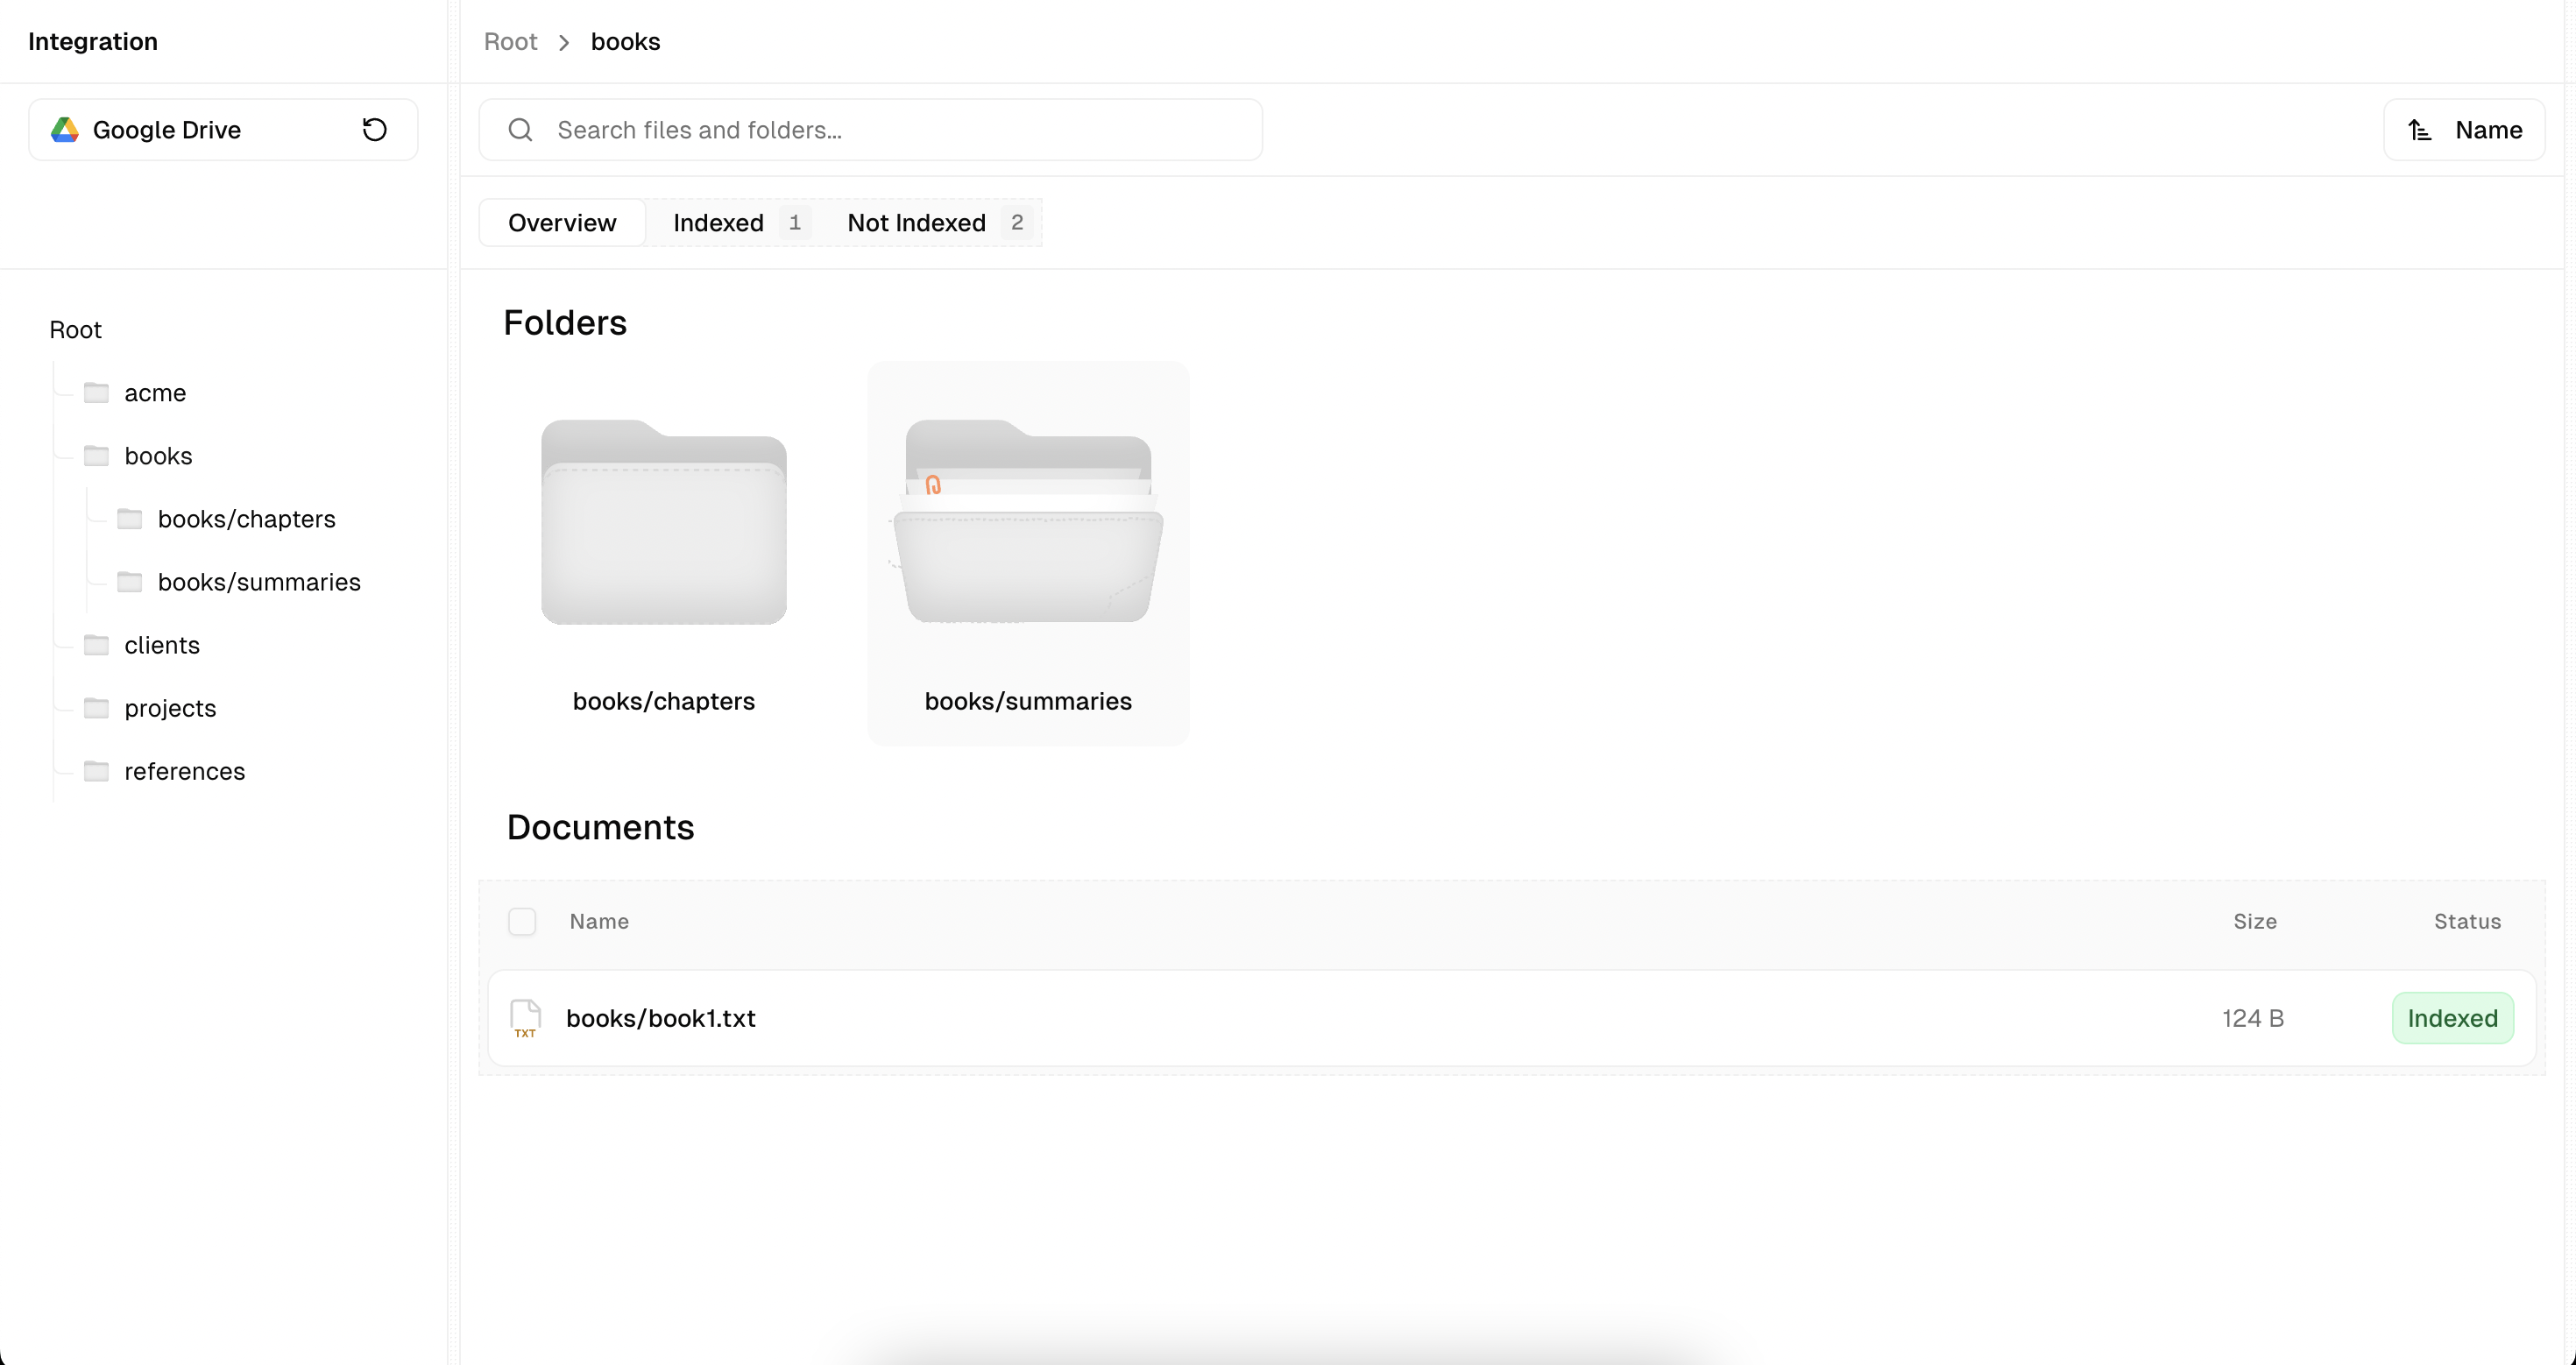 Integration
Google Drive
Root
acme
books
books/chapters
books/summaries
clients
projects
references
Root > books
Search files and folders...
Name
Overview
Indexed 1
Not Indexed 2
Folders
books/chapters
books/summaries
Documents
Name Size Status
TXT books/book1.txt 124 B Indexed